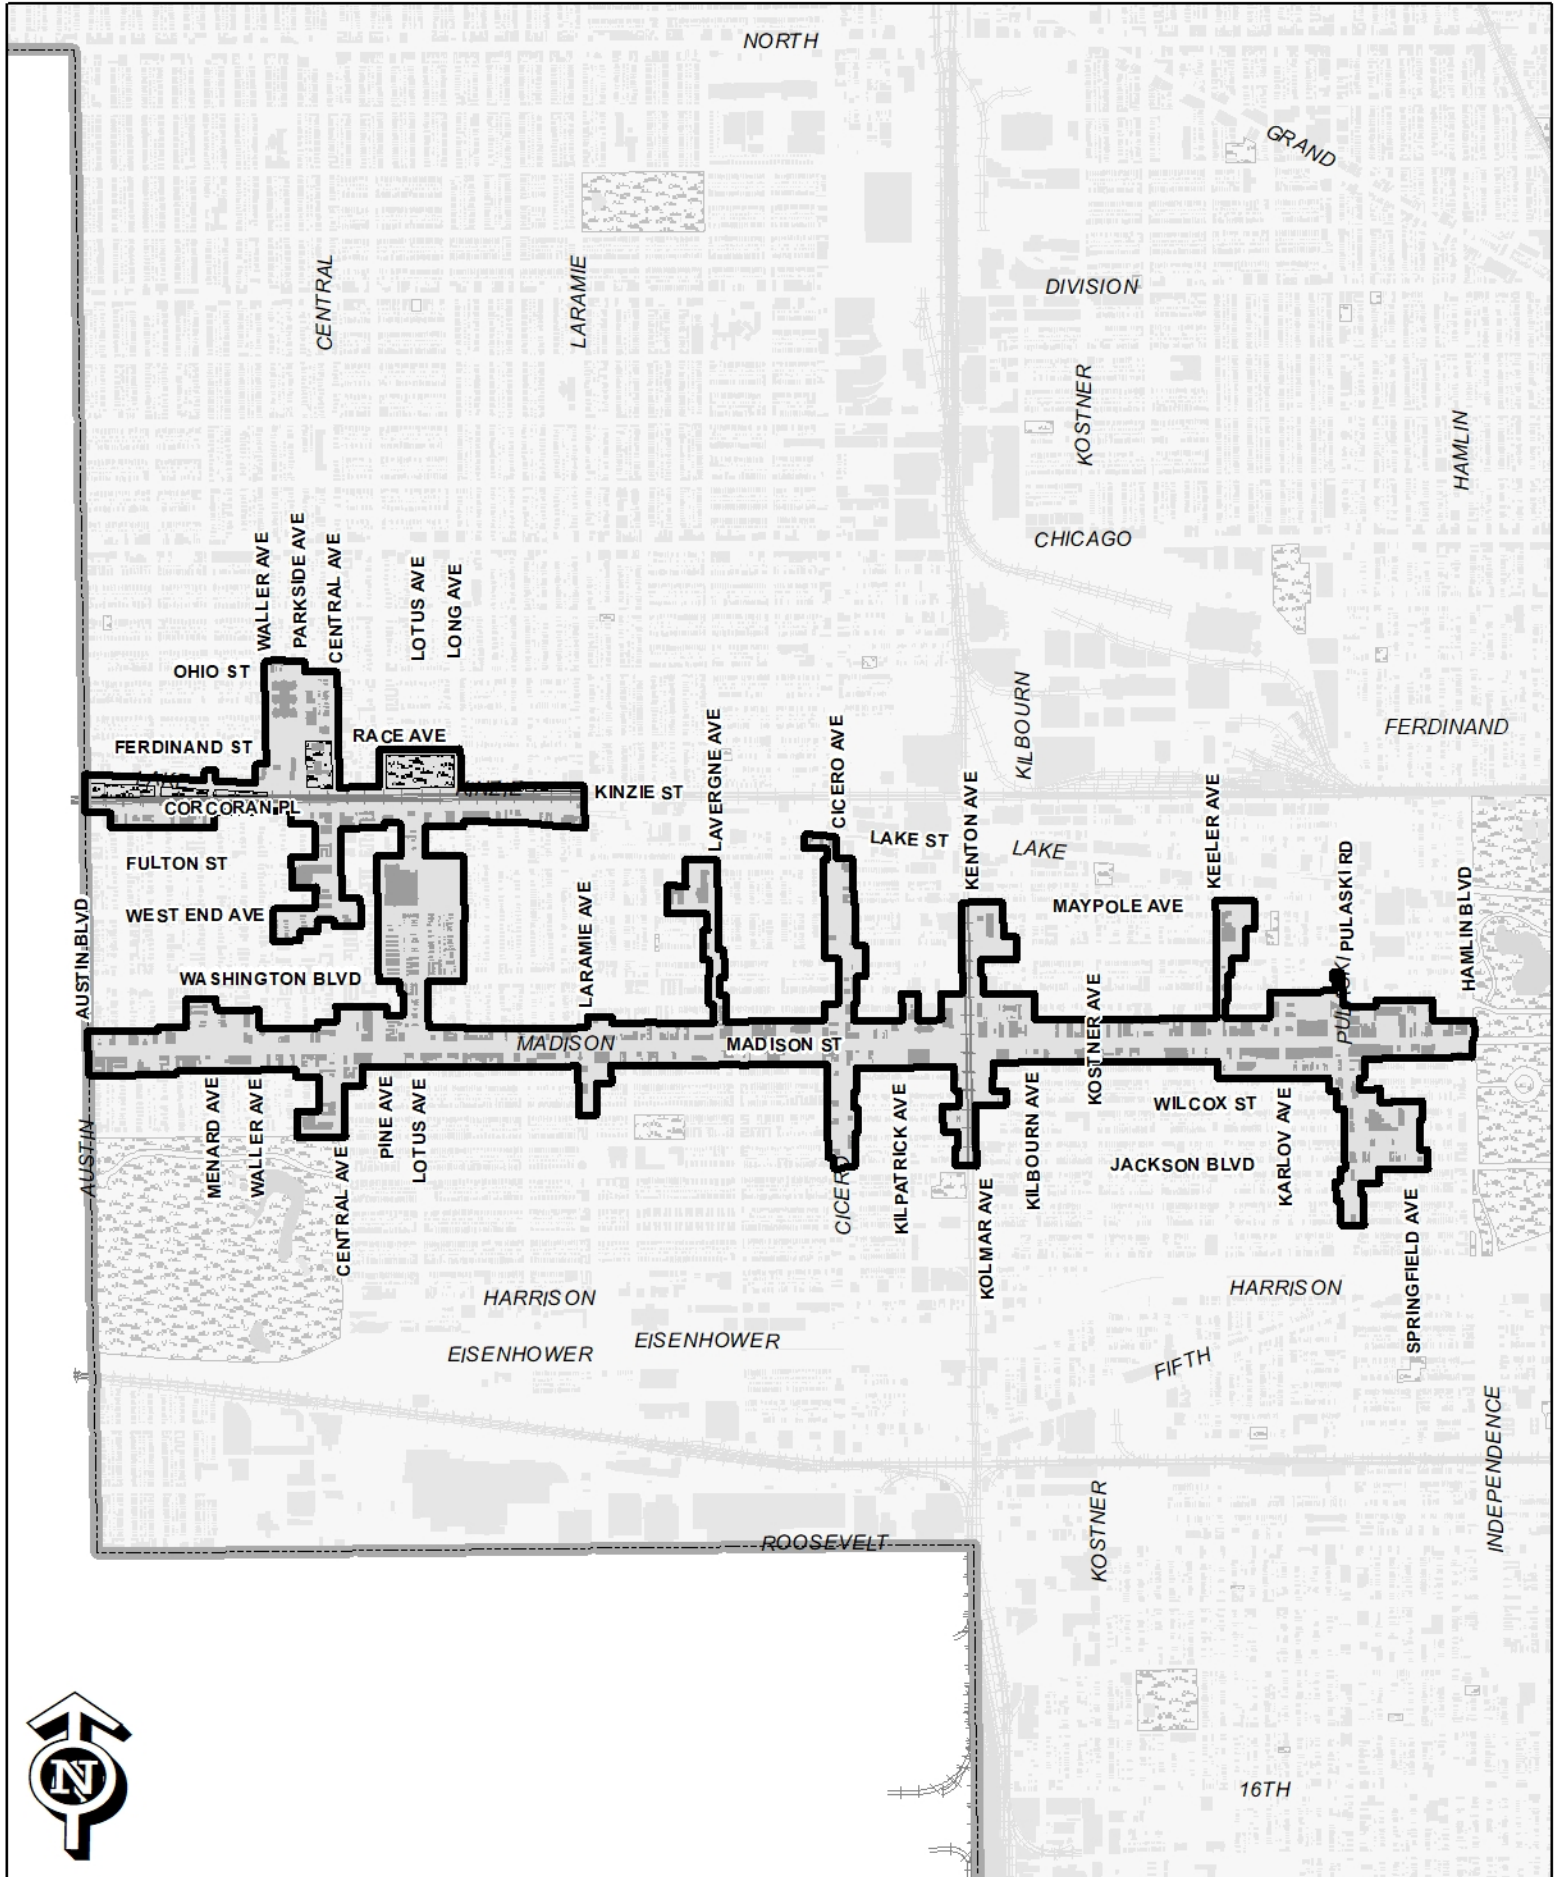 NORTH
GRAND
CENTRAL
LARAMIE
DIVISION
KOSTNER
HAMLIN
CHICAGO
WALLER AVE
PARKSIDE AVE
CENTRAL AVE
LOTUS AVE
LONG AVE
OHIO ST
KILBOURN
FERDINAND
FERDINAND ST
RACE AVE
LAVERGNE AVE
CICERO AVE
KENTON AVE
KEELER AVE
LAKE
KINZIE
KINZIE ST
CORCORAN PL
LAKE ST
LAKE
PULASKI RD
HAMLIN BLVD
FULTON ST
LARAMIE AVE
WEST END AVE
MAYPOLE AVE
AUSTIN BLVD
WASHINGTON BLVD
KOSTNER AVE
PULASKI
MADISON
MADISON ST
MENARD AVE
WALLER AVE
CENTRAL AVE
PINE AVE
LOTUS AVE
CICERO
KILPATRICK AVE
KOLMAR AVE
KILBOURN AVE
WILCOX ST
KARLOV AVE
JACKSON BLVD
SPRINGFIELD AVE
AUSTIN
HARRISON
HARRISON
EISENHOWER
EISENHOWER
FIFTH
INDEPENDENCE
KOSTNER
ROOSEVELT
16TH
N